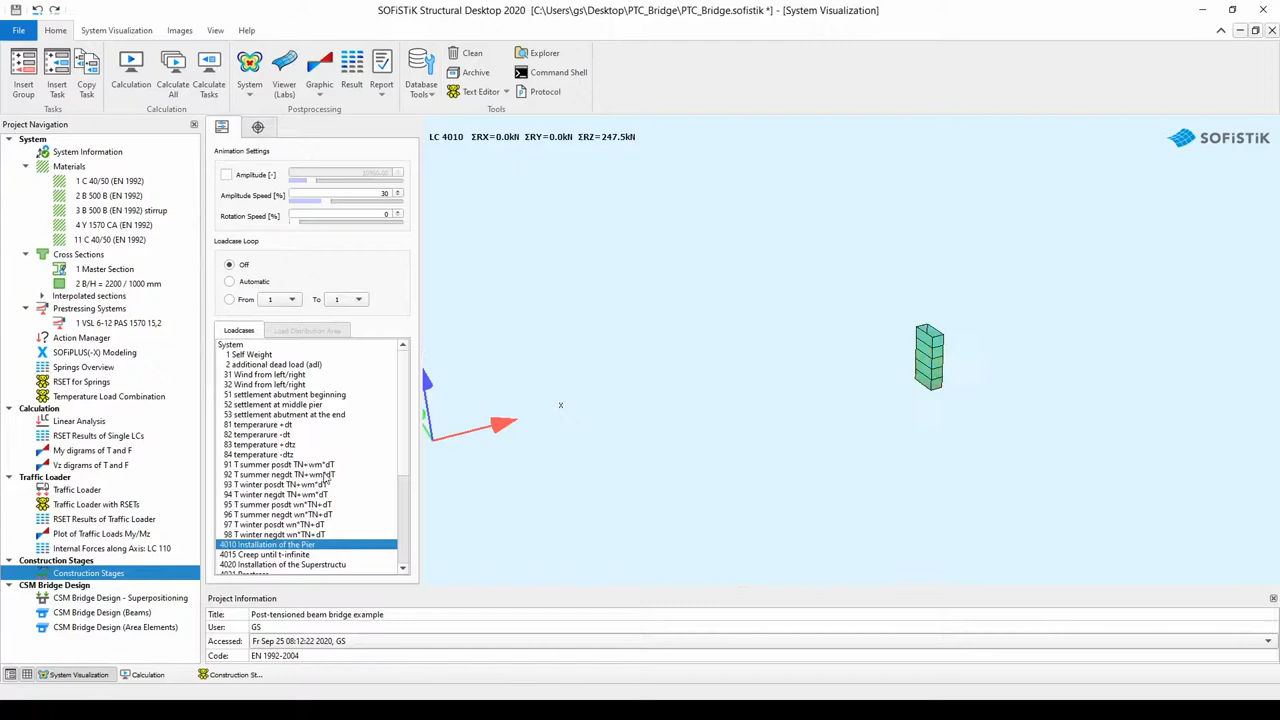 SOFiSTiK Structural Desktop 2020 [C:\Users\gs\Desktop\PTC_Bridge\PTC_Bridge.sofistik *] - [System Visualization]
File Home System Visualization Images View Help
Insert Group
Insert Task
Copy Task
Tasks
Calculation
Calculate All
Calculate Tasks
Calculation
System
Viewer (Labs)
Graphic
Result
Report
Postprocessing
Database Tools
Clean
Archive
Text Editor
Explorer
Command Shell
Protocol
Tools
Project Navigation
System
System Information
Materials
1 C 40/50 (EN 1992)
2 B 500 B (EN 1992)
3 B 500 B (EN 1992) stirrup
4 Y 1570 CA (EN 1992)
11 C 40/50 (EN 1992)
Cross Sections
1 Master Section
2 B/H = 2200 / 1000 mm
Interpolated sections
Prestressing Systems
1 VSL 6-12 PAS 1570 15,2
Action Manager
SOFiPLUS(-X) Modeling
Springs Overview
RSET for Springs
Temperature Load Combination
Calculation
Linear Analysis
RSET Results of Single LCs
My digrams of T and F
Vz digrams of T and F
Traffic Loader
Traffic Loader
Traffic Loader with RSETs
RSET Results of Traffic Loader
Plot of Traffic Loads My/Mz
Internal Forces along Axis: LC 110
Construction Stages
Construction Stages
CSM Bridge Design
CSM Bridge Design - Superpositioning
CSM Bridge Design (Beams)
CSM Bridge Design (Area Elements)
Animation Settings
Amplitude [-]
Amplitude Speed [%] 30
Rotation Speed [%] 0
Loadcase Loop
Off
Automatic
From 1 To 1
Loadcases Load Distribution Area
System
1 Self Weight
2 additional dead load (adl)
31 Wind from left/right
32 Wind from left/right
51 settlement abutment beginning
52 settlement at middle pier
53 settlement abutment at the end
81 temperarure +dt
82 temperarure -dt
83 temperarure +dtz
84 temperarure -dtz
91 T summer posdt TN+wm*dT
92 T summer negdt TN+wm*dT
93 T winter posdt TN+wm*dT
94 T winter negdt TN+wm*dT
95 T summer posdt wn*TN+dT
96 T summer negdt wn*TN+dT
97 T winter posdt wn*TN+dT
98 T winter negdt wn*TN+dT
4010 Installation of the Pier
4015 Creep until t-infinite
4020 Installation of the Superstructu
LC 4010 ΣRX=0.0kN ΣRY=0.0kN ΣRZ=247.5kN
SOFiSTiK
X
Project Information
Title: Post-tensioned beam bridge example
User: GS
Accessed: Fr Sep 25 08:12:22 2020, GS
Code: EN 1992-2004
System Visualization
Calculation
Construction St...